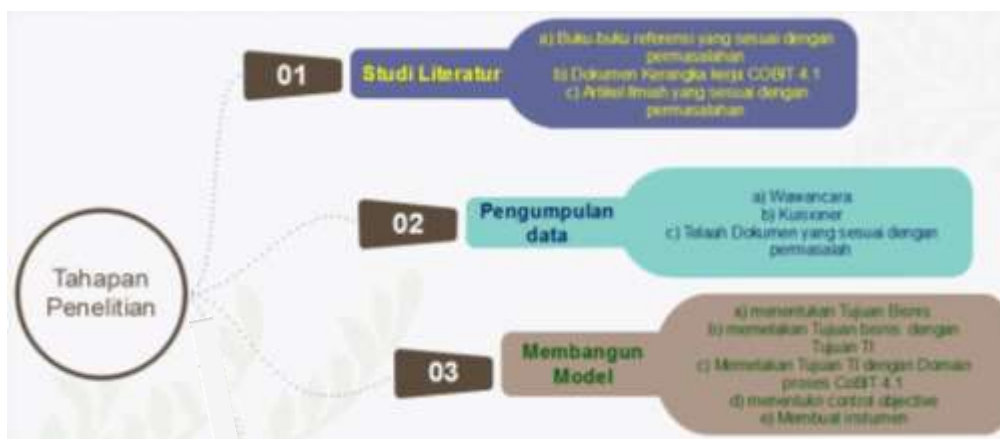 01
Studi Literatur
a) Buku-buku referensi yang sesuai dengan
permasalahan
b) Dokumen Kerangka kerja COBIT 4.1
c) Artikel Ilmiah yang sesuai dengan
permasalahan
Tahapan
Penelitian
02
Pengumpulan
data
a) Wawancara
b) Kuisioner
c) Telaah Dokumen yang sesuai dengan
permasalah
03
Membangun
Model
a) menentukan Tujuan Bisnis
b) memetakan Tujuan bisnis dengan
Tujuan TI
c) Memetakan Tujuan TI dengan Domain
proses CoBIT 4.1
d) menentuko control objective
e) Membuat instumen